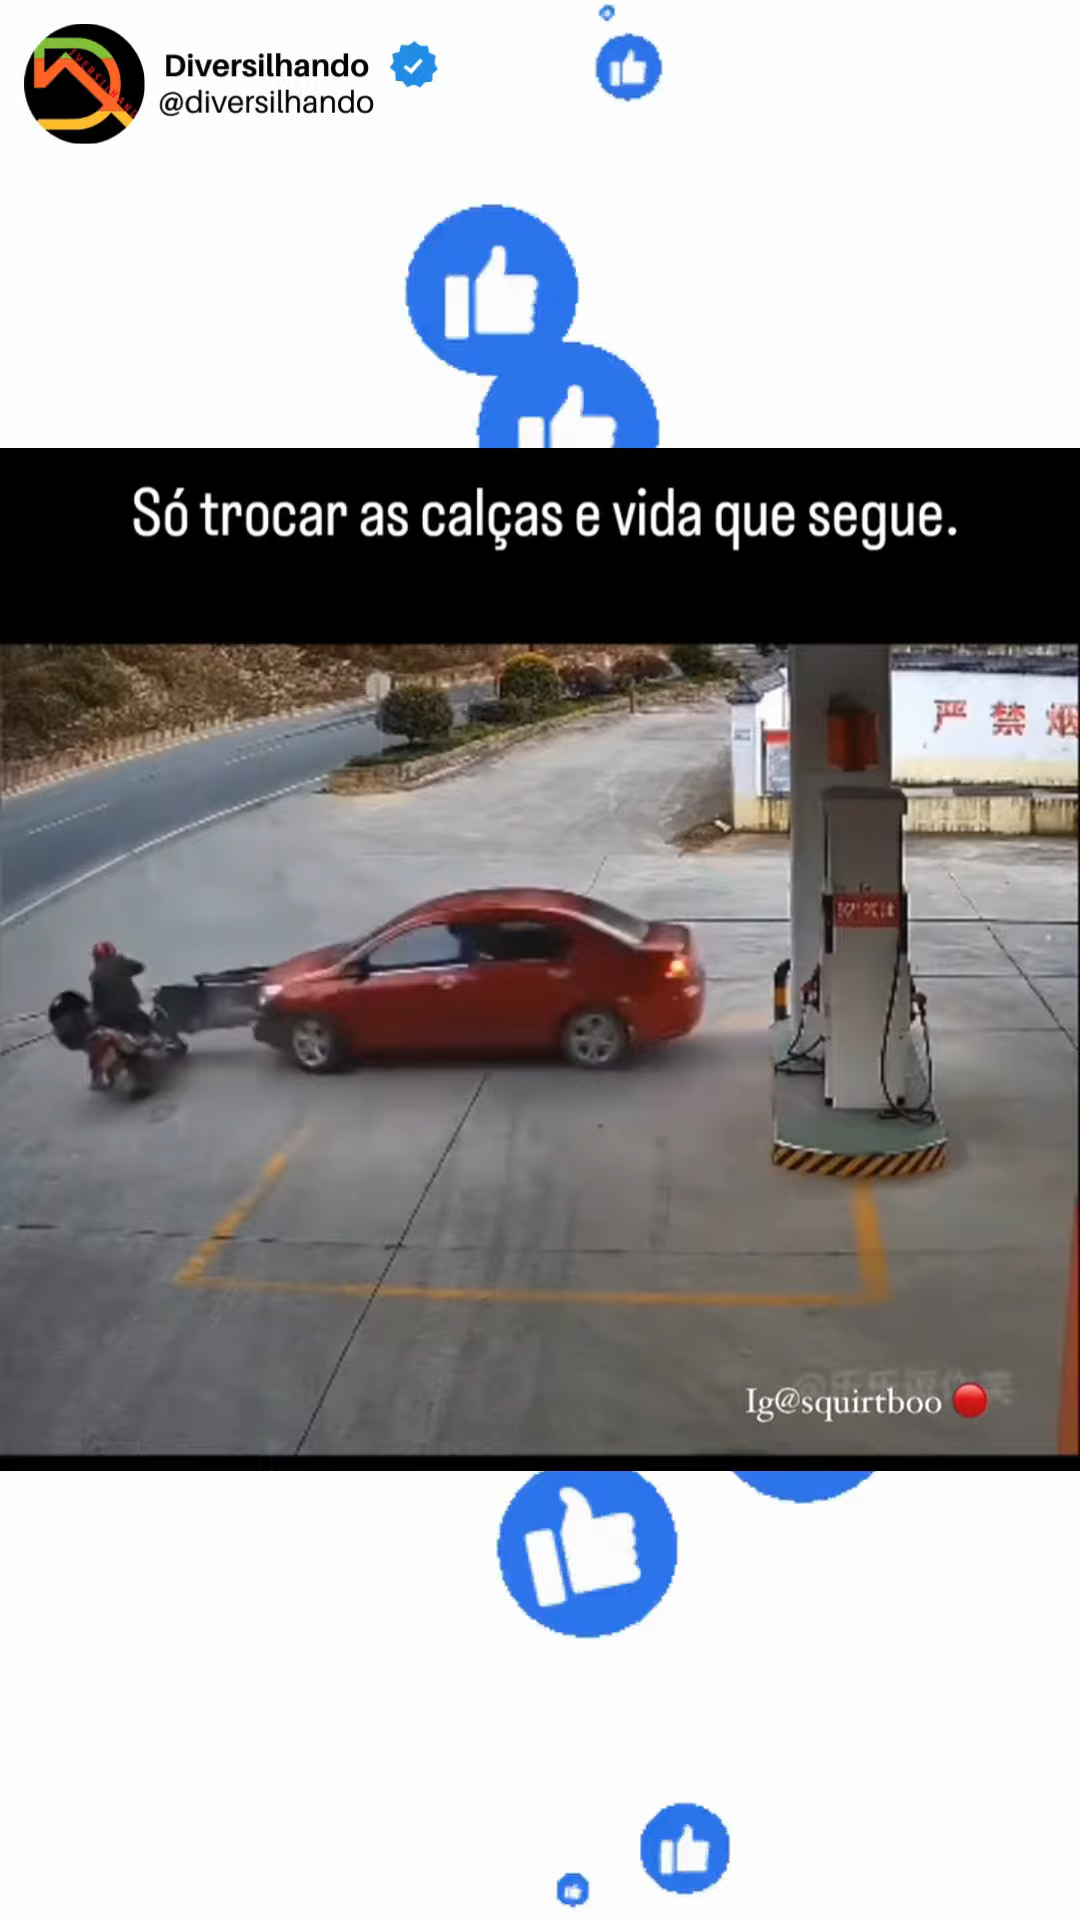 Diversilhando
@diversilhando
Só trocar as calças e vida que segue.
严禁烟
Ig@squirtboo